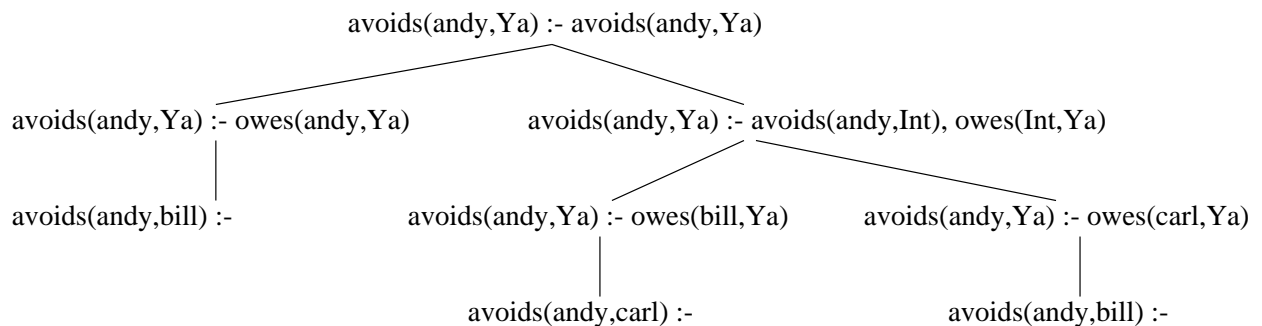 avoids(andy,Ya) :- avoids(andy,Ya)
avoids(andy,Ya) :- owes(andy,Ya)
avoids(andy,Ya) :- avoids(andy,Int), owes(Int,Ya)
avoids(andy,bill) :-
avoids(andy,Ya) :- owes(bill,Ya)
avoids(andy,Ya) :- owes(carl,Ya)
avoids(andy,carl) :-
avoids(andy,bill) :-